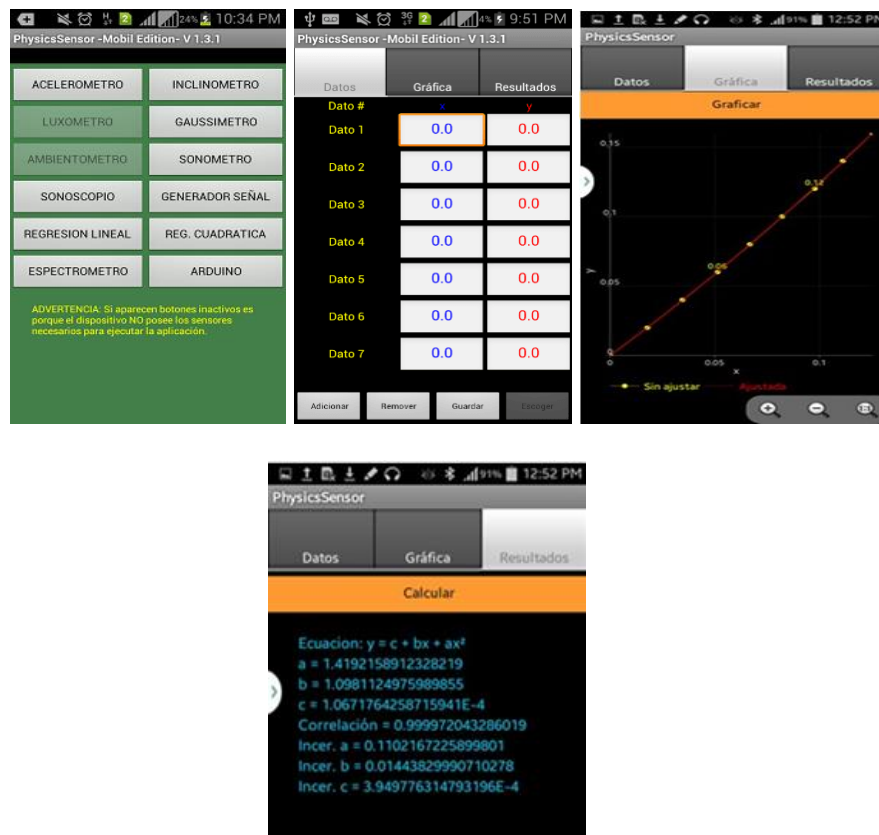 24% 10:34 PM
PhysicsSensor -Mobil Edition- V 1.3.1
ACELEROMETRO INCLINOMETRO
LUXOMETRO GAUSSIMETRO
AMBIENTOMETRO SONOMETRO
SONOSCOPIO GENERADOR SEÑAL
REGRESION LINEAL REG. CUADRATICA
ESPECTROMETRO ARDUINO
ADVERTENCIA: Si aparecen botones inactivos es
porque el dispositivo NO posee los sensores
necesarios para ejecutar la aplicación.
3G 4% 9:51 PM
PhysicsSensor -Mobil Edition- V 1.3.1
Datos Gráfica Resultados
Dato # x y
Dato 1 0.0 0.0
Dato 2 0.0 0.0
Dato 3 0.0 0.0
Dato 4 0.0 0.0
Dato 5 0.0 0.0
Dato 6 0.0 0.0
Dato 7 0.0 0.0
Adicionar Remover Guardar Escoger
91% 12:52 PM
PhysicsSensor
Datos Gráfica Resultados
Graficar
0,15
0.12
0,1
0.06
0,05
y
0 0,05 0,1
x
Sin ajustar Ajustada
91% 12:52 PM
PhysicsSensor
Datos Gráfica Resultados
Calcular
Ecuacion: y = c + bx + ax²
a = 1.4192158912328219
b = 1.0981124975989855
c = 1.0671764258715941E-4
Correlación = 0.999972043286019
Incer. a = 0.1102167225899801
Incer. b = 0.01443829990710278
Incer. c = 3.949776314793196E-4